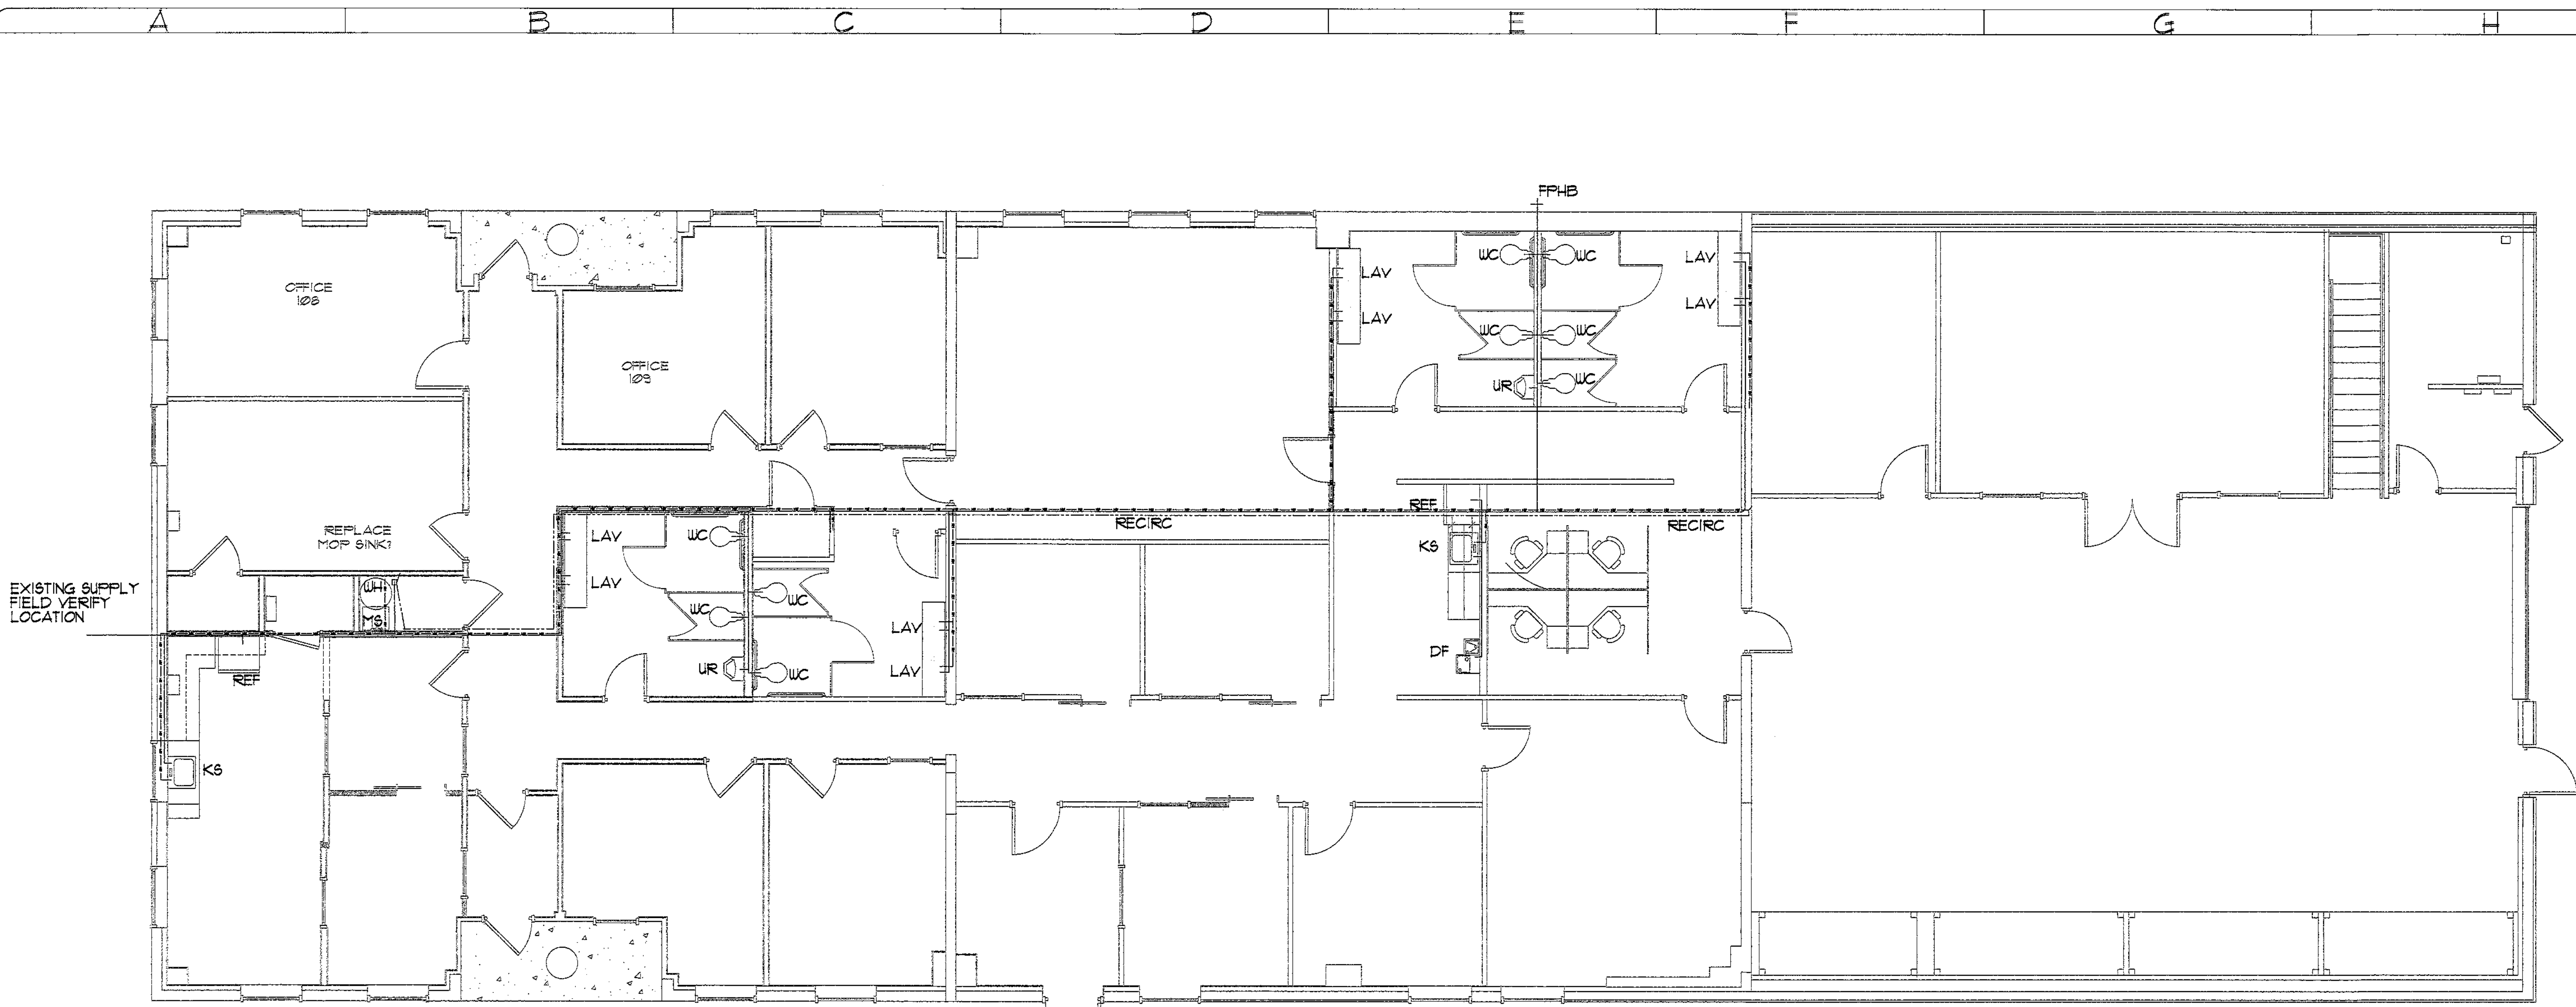 A B C D E F G H
FPHB
WC WC
LAV LAV
LAV LAV
OFFICE
108
WC WC
OFFICE
109
UR WC
REF
RECIRC RECIRC
REPLACE
MOP SINK?
LAV WC
KS
LAV
EXISTING SUPPLY
FIELD VERIFY
LOCATION
WH
MS
WC WC
LAV
DF
UR WC LAV
REF
KS